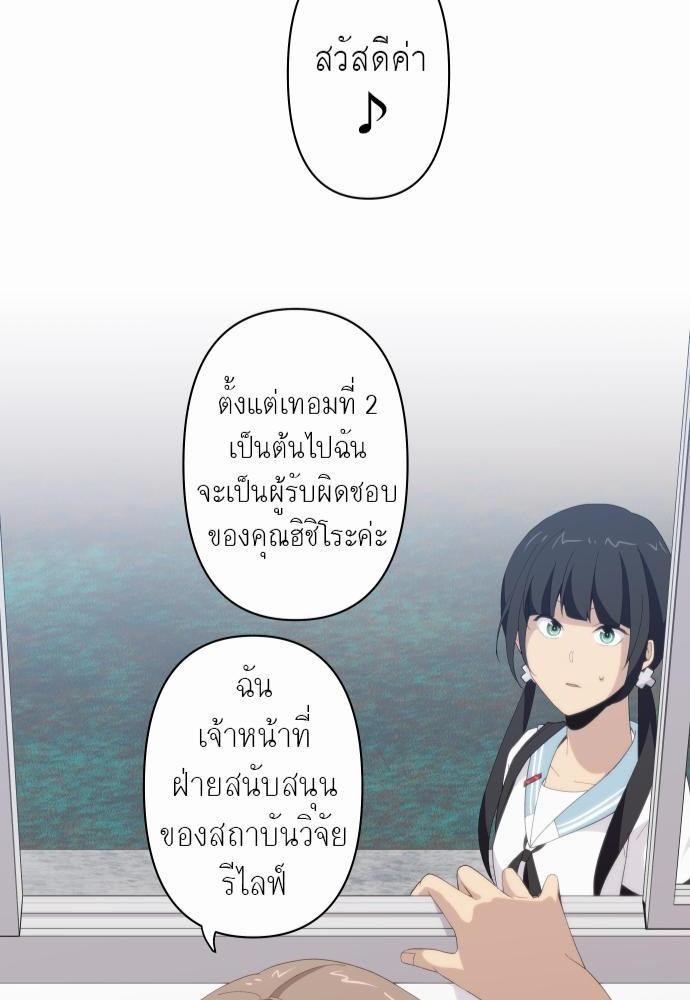 สวัสดีค่า
♪
ตั้งแต่เทอมที่ 2
เป็นต้นไปฉัน
จะเป็นผู้รับผิดชอบ
ของคุณฮิชิโระค่ะ
ฉัน
เจ้าหน้าที่
ฝ่ายสนับสนุน
ของสถาบันวิจัย
รีไลฟ์